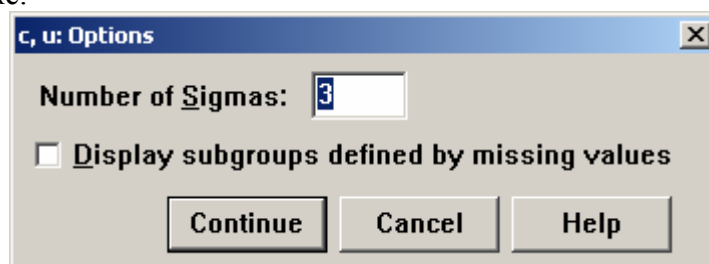 c, u: Options
Number of Sigmas: 3
Display subgroups defined by missing values
Continue Cancel Help